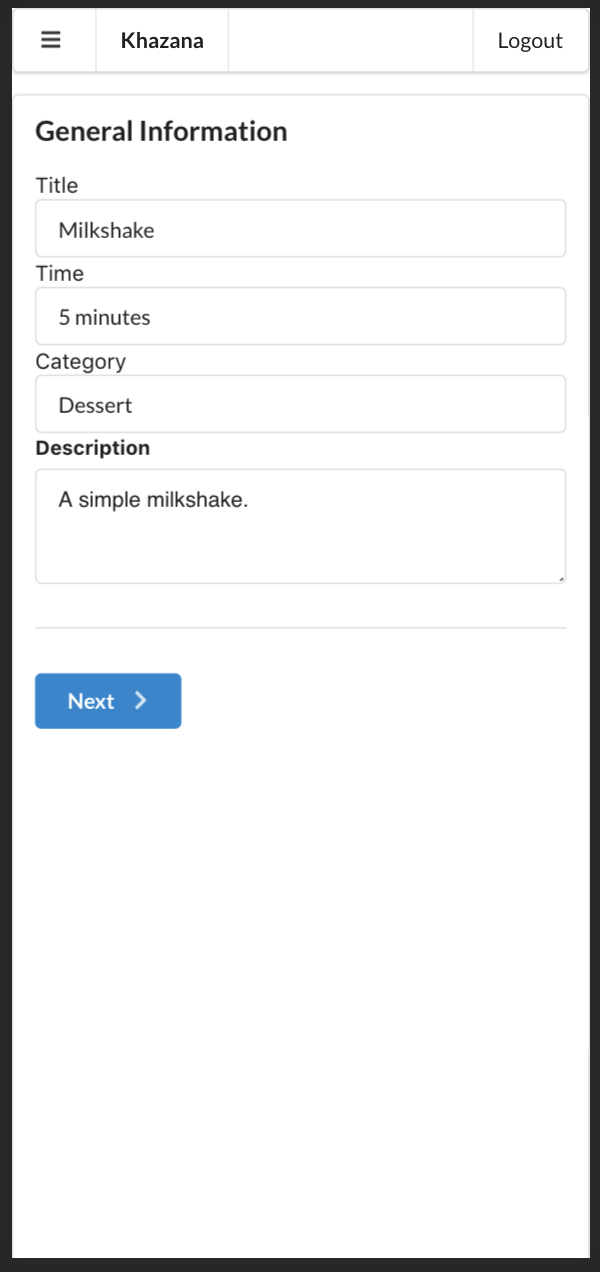 Khazana
Logout
General Information
Title
Milkshake
Time
5 minutes
Category
Dessert
Description
A simple milkshake.
Next